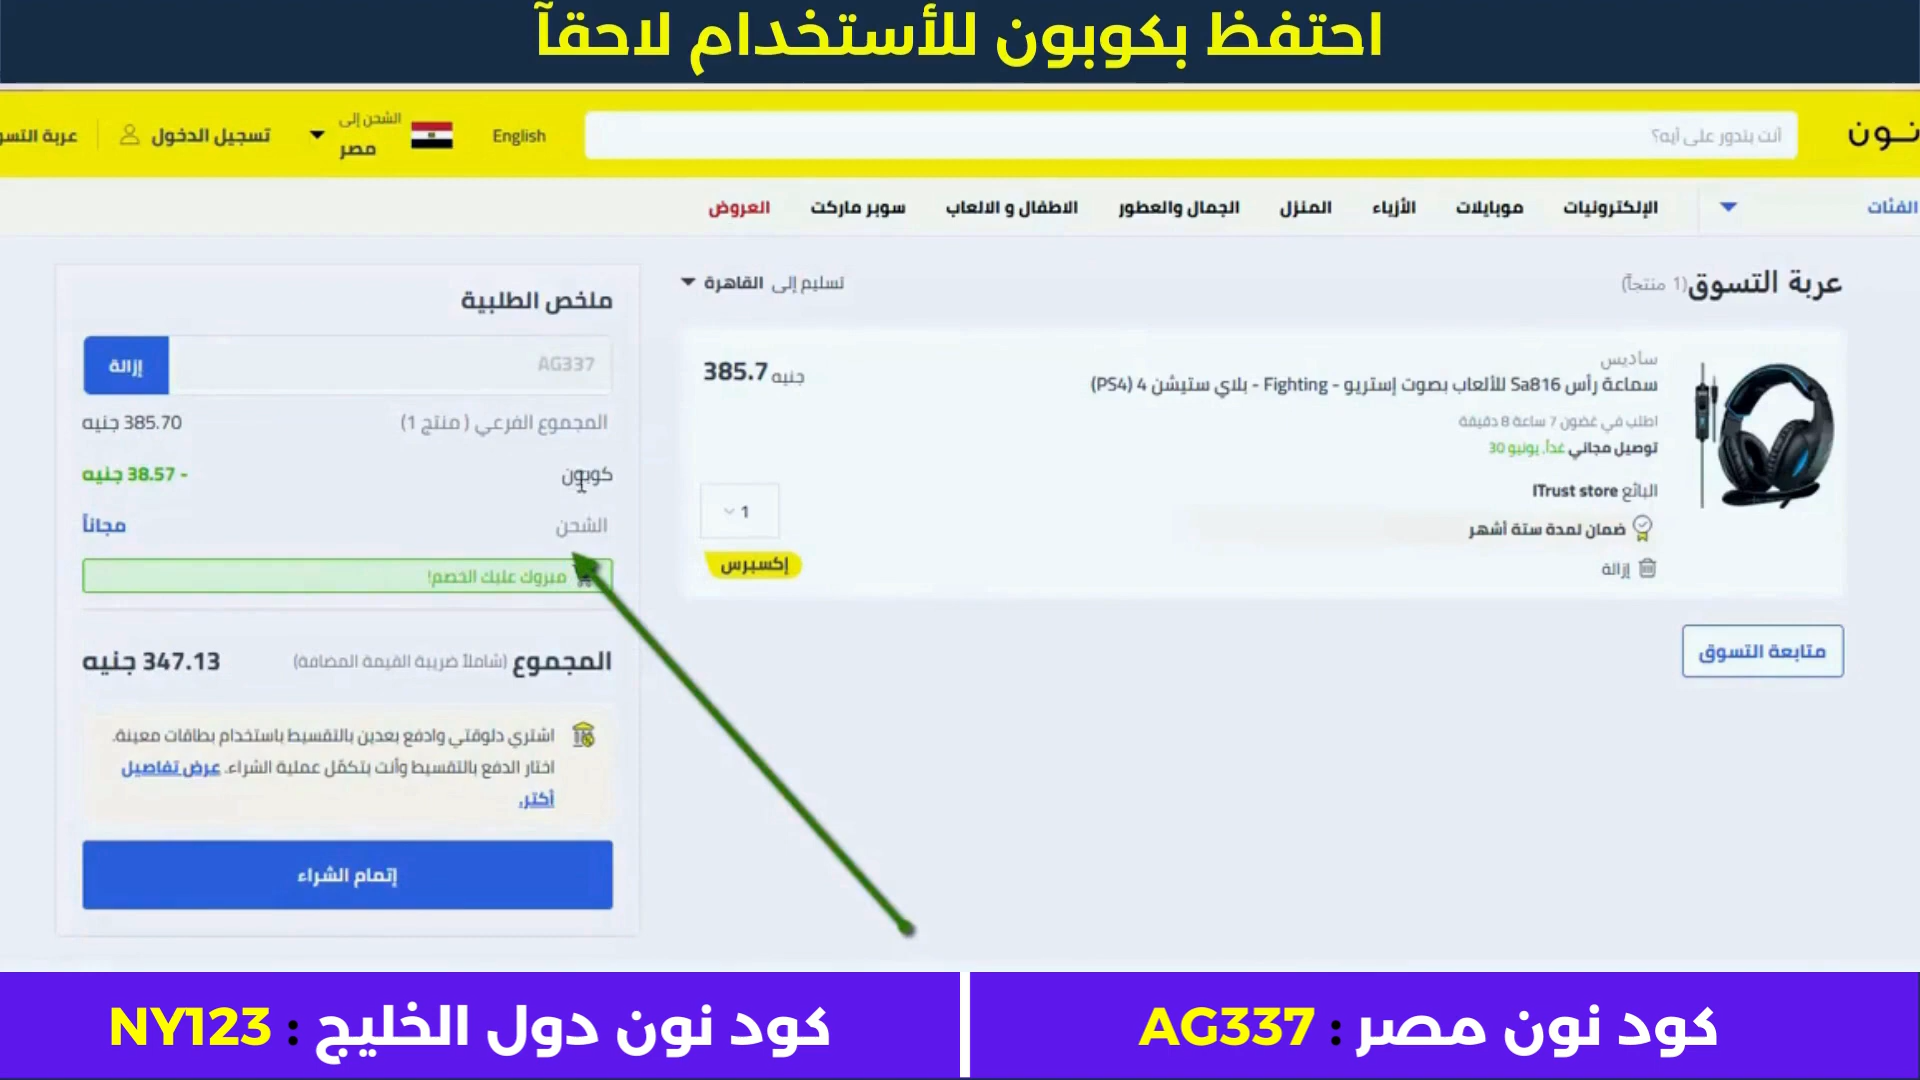 احتفظ بكوبون للأستخدام لاحقآ
نون
أنت بتدور على أيه؟
English
الشحن إلى
مصر
تسجيل الدخول
عربة التسو
الفئات
الإلكترونيات
موبايلات
الأزياء
المنزل
الجمال والعطور
الاطفال و الالعاب
سوبر ماركت
العروض
عربة التسوق (1 منتجاً)
تسليم إلى القاهرة
ساديس
سماعة رأس Sa816 للألعاب بصوت إستريو - Fighting - بلاي ستيشن 4 (PS4)
385.7 جنيه
اطلب في غضون 7 ساعة 8 دقيقة
توصيل مجاني غداً, يونيو 30
البائع ITrust store
ضمان لمدة ستة أشهر
إزالة
1
إكسبرس
متابعة التسوق
ملخص الطلبية
AG337
إزالة
المجموع الفرعي ( منتج 1)
385.70 جنيه
كوبون
- 38.57 جنيه
الشحن
مجاناً
مبروك عليك الخصم!
المجموع (شاملاً ضريبة القيمة المضافة)
347.13 جنيه
اشتري دلوقتي وادفع بعدين بالتقسيط باستخدام بطاقات معينة.
اختار الدفع بالتقسيط وأنت بتكمّل عملية الشراء. عرض تفاصيل
أكتر.
إتمام الشراء
كود نون مصر : AG337
كود نون دول الخليج : NY123